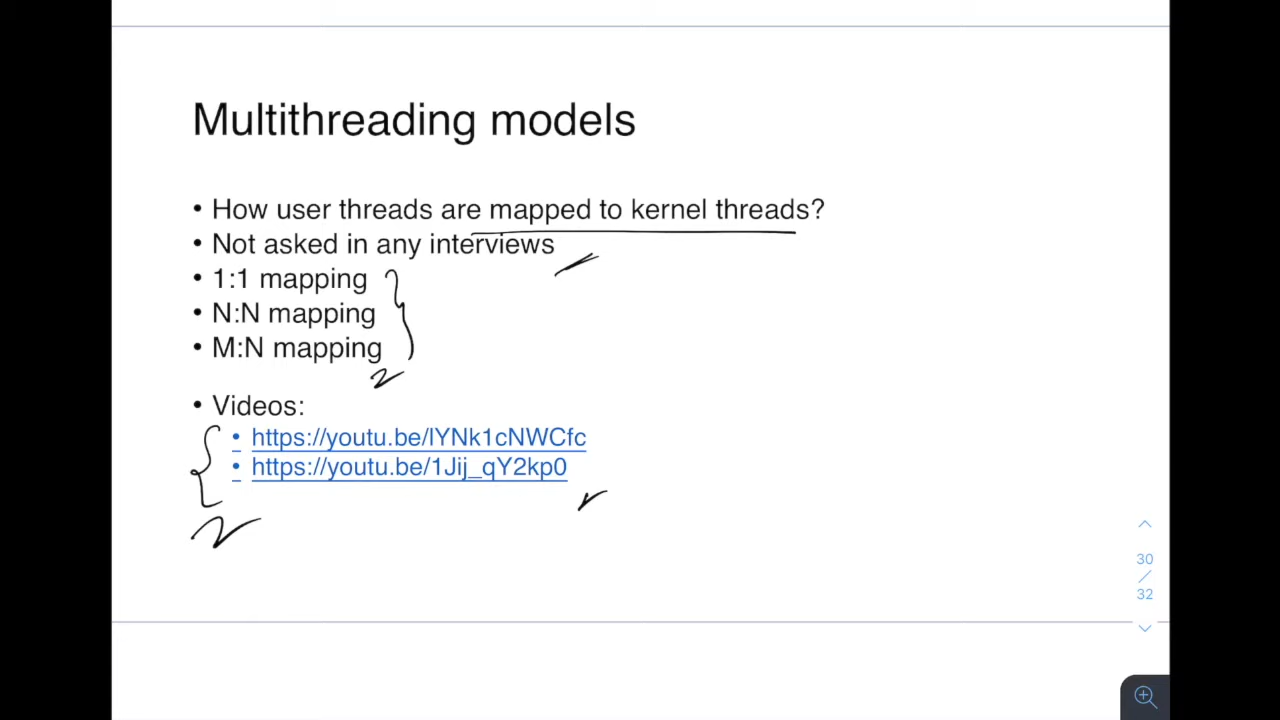 Multithreading models
• How user threads are mapped to kernel threads?
• Not asked in any interviews
• 1:1 mapping
• N:N mapping
• M:N mapping
• Videos:
• https://youtu.be/lYNk1cNWCfc
• https://youtu.be/1Jij_qY2kp0
30
/
32